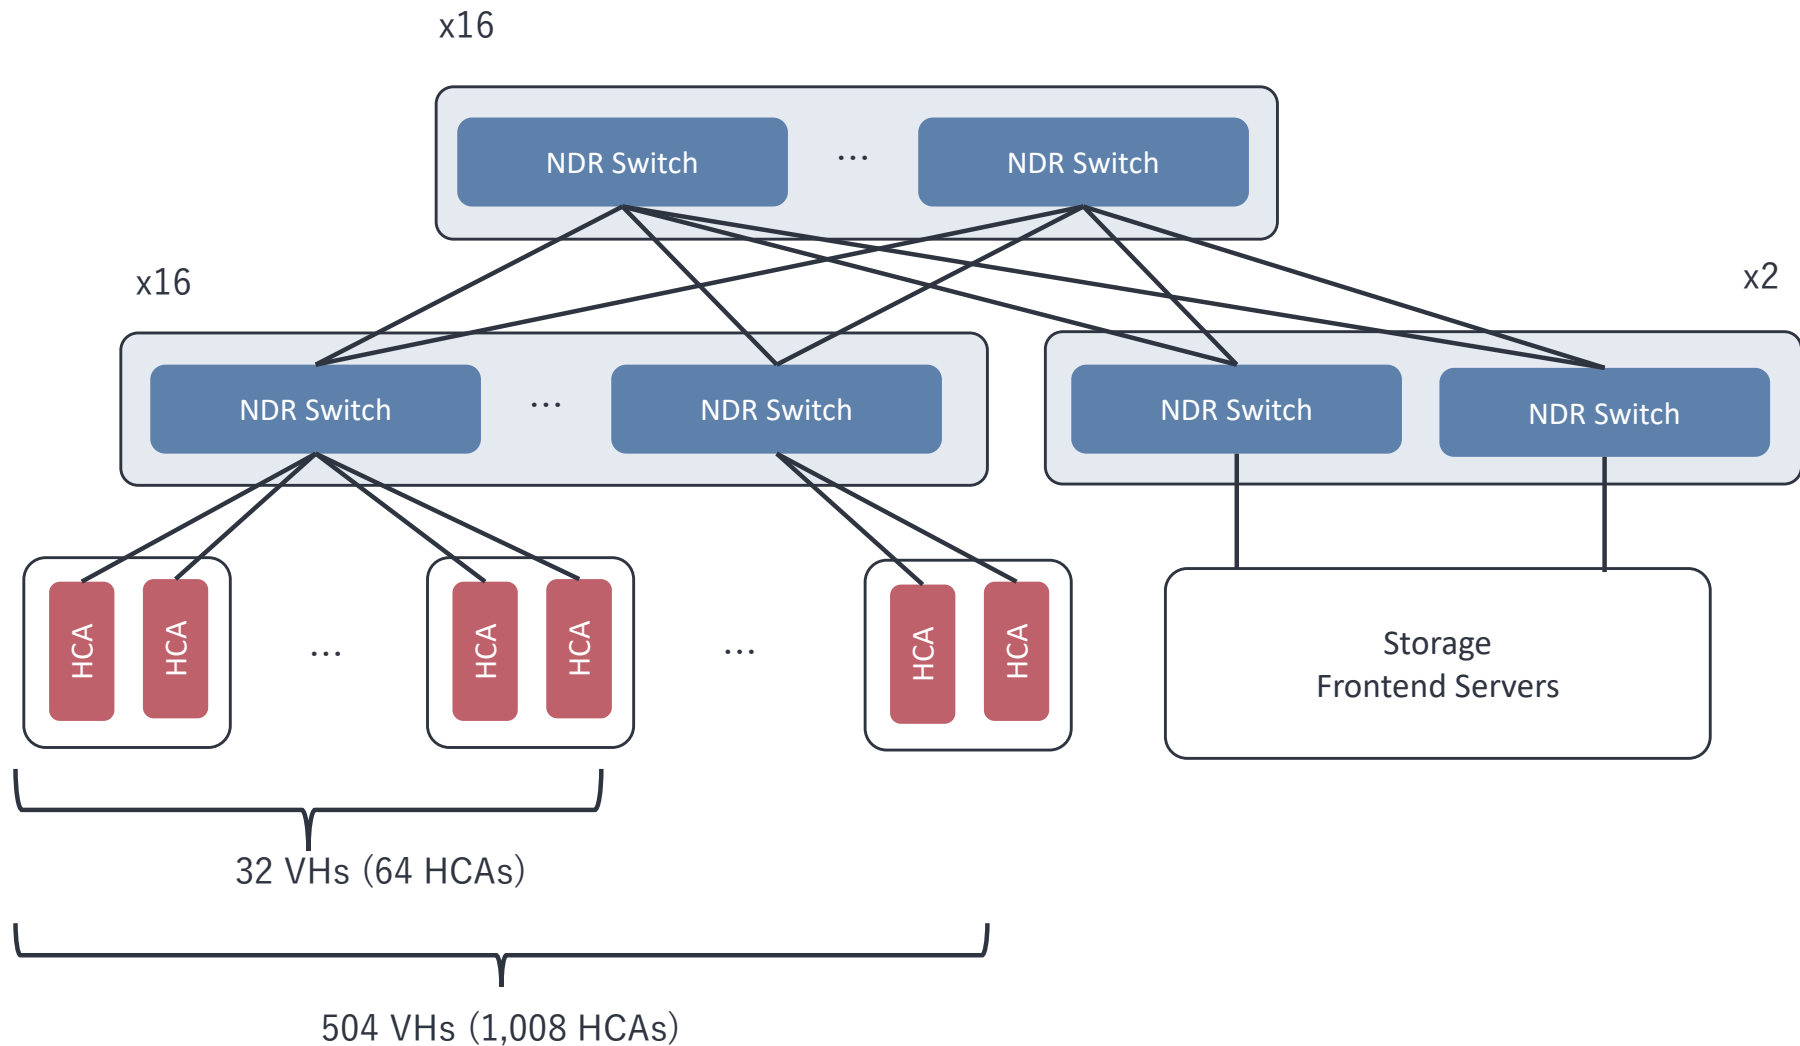 x16
NDR Switch
...
NDR Switch
x16
x2
NDR Switch
...
NDR Switch
NDR Switch
NDR Switch
HCA
HCA
...
HCA
HCA
...
HCA
HCA
Storage
Frontend Servers
32 VHs (64 HCAs)
504 VHs (1,008 HCAs)